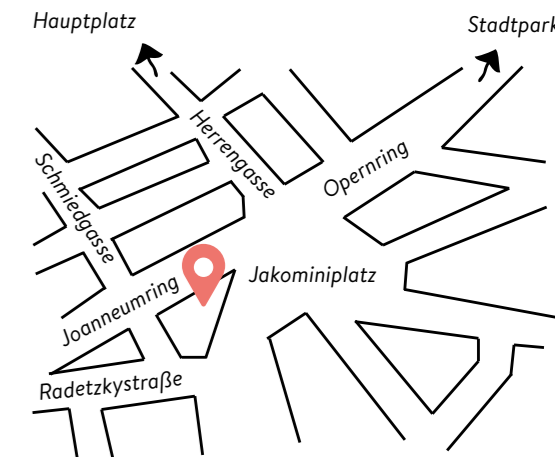 Hauptplatz
Stadtpark
Herrengasse
Opernring
Schmiedgasse
Jakominiplatz
Joanneumring
Radetzkystraße